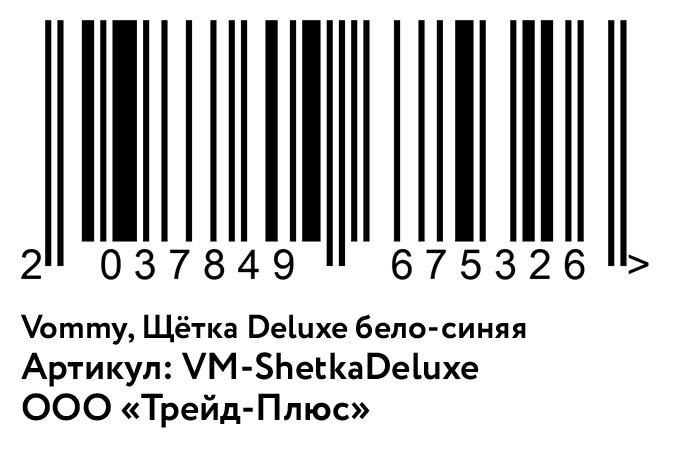 2 037849 675326 >
Vommy, Щётка Deluxe бело-синяя
Артикул: VM-ShetkaDeluxe
ООО «Трейд-Плюс»